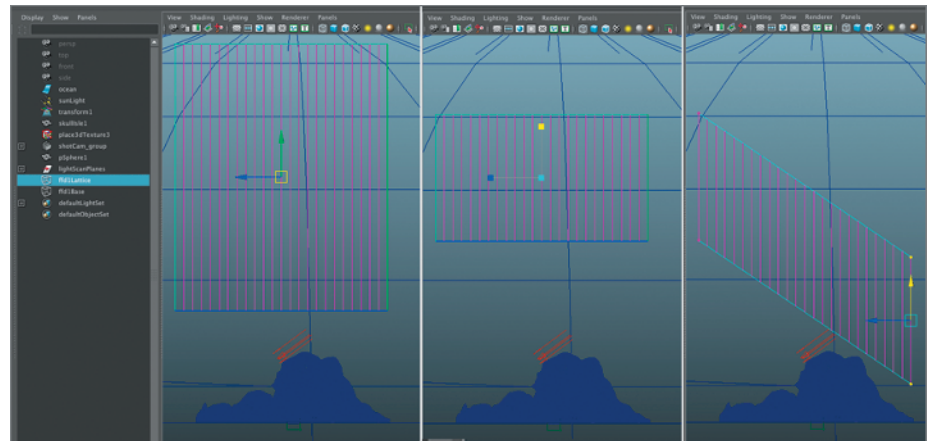 Display Show Panels
persp
top
front
side
ocean
sunLight
transform1
skullIsle1
place3dTexture3
shotCam_group
pSphere1
lightScanPlanes
ffd1Lattice
ffd1Base
defaultLightSet
defaultObjectSet
View Shading Lighting Show Renderer Panels
View Shading Lighting Show Renderer Panels
View Shading Lighting Show Renderer Panels